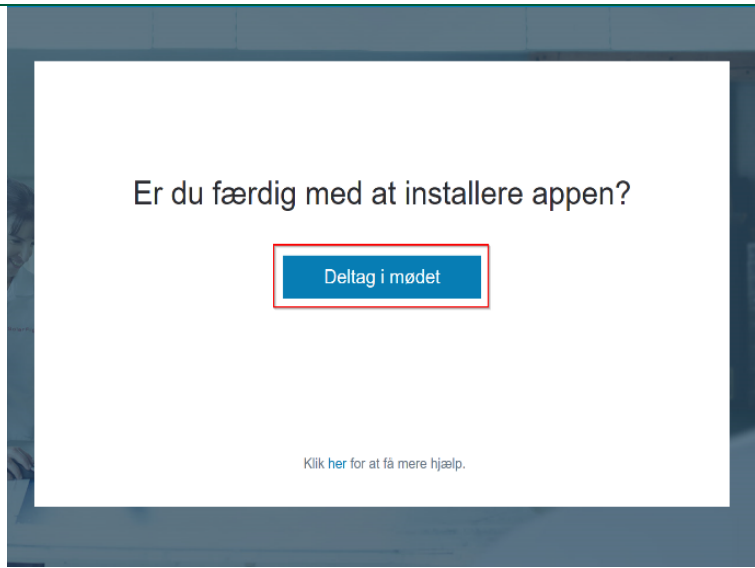 Er du færdig med at installere appen?
Deltag i mødet
Klik her for at få mere hjælp.